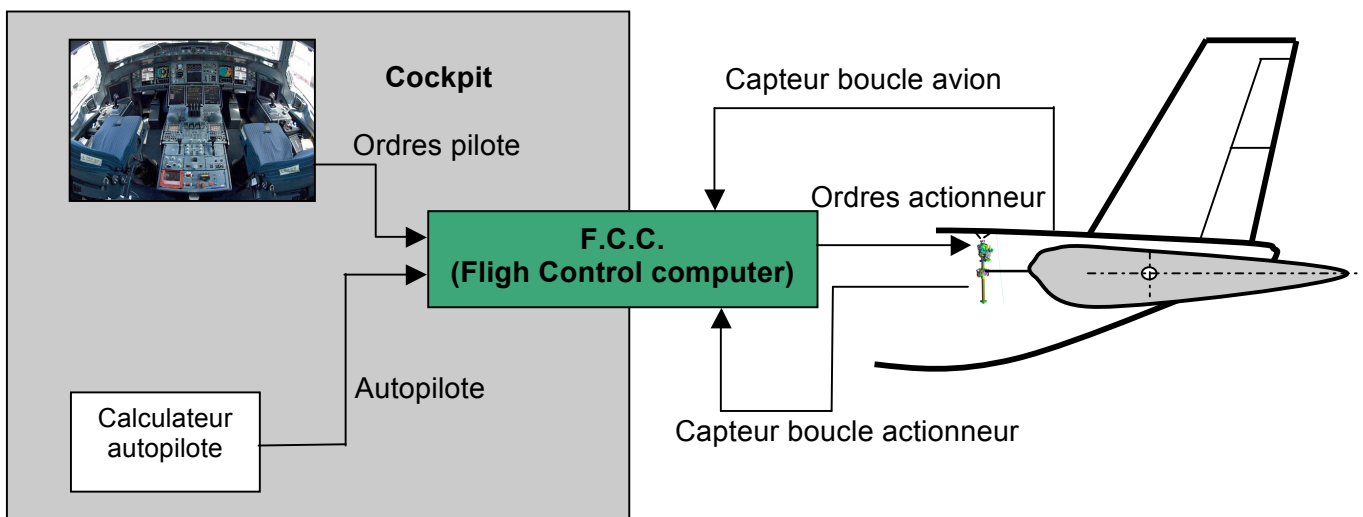 Cockpit
Capteur boucle avion
Ordres pilote
Ordres actionneur
F.C.C.
(Fligh Control computer)
Autopilote
Calculateur
autopilote
Capteur boucle actionneur